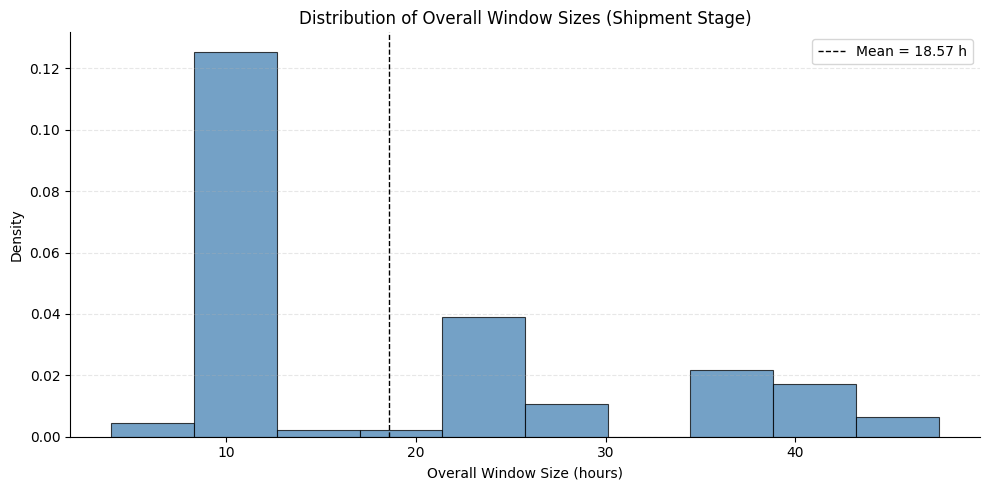 Distribution of Overall Window Sizes (Shipment Stage)
Mean = 18.57 h
Density
0.12
0.10
0.08
0.06
0.04
0.02
0.00
10 20 30 40
Overall Window Size (hours)